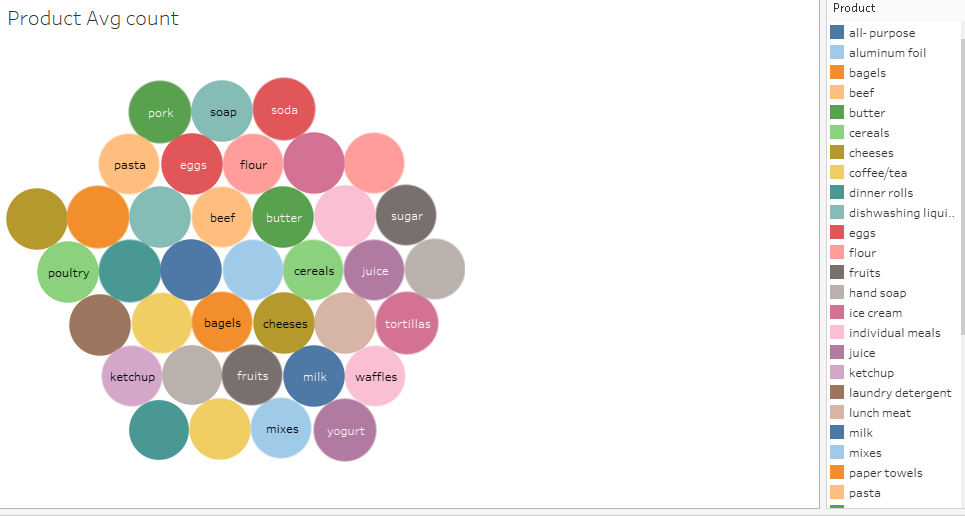 Product Avg count
pork
soap
soda
pasta
eggs
flour
beef
butter
sugar
poultry
cereals
juice
bagels
cheeses
tortillas
ketchup
fruits
milk
waffles
mixes
yogurt
Product
all- purpose
aluminum foil
bagels
beef
butter
cereals
cheeses
coffee/tea
dinner rolls
dishwashing liqui..
eggs
flour
fruits
hand soap
ice cream
individual meals
juice
ketchup
laundry detergent
lunch meat
milk
mixes
paper towels
pasta